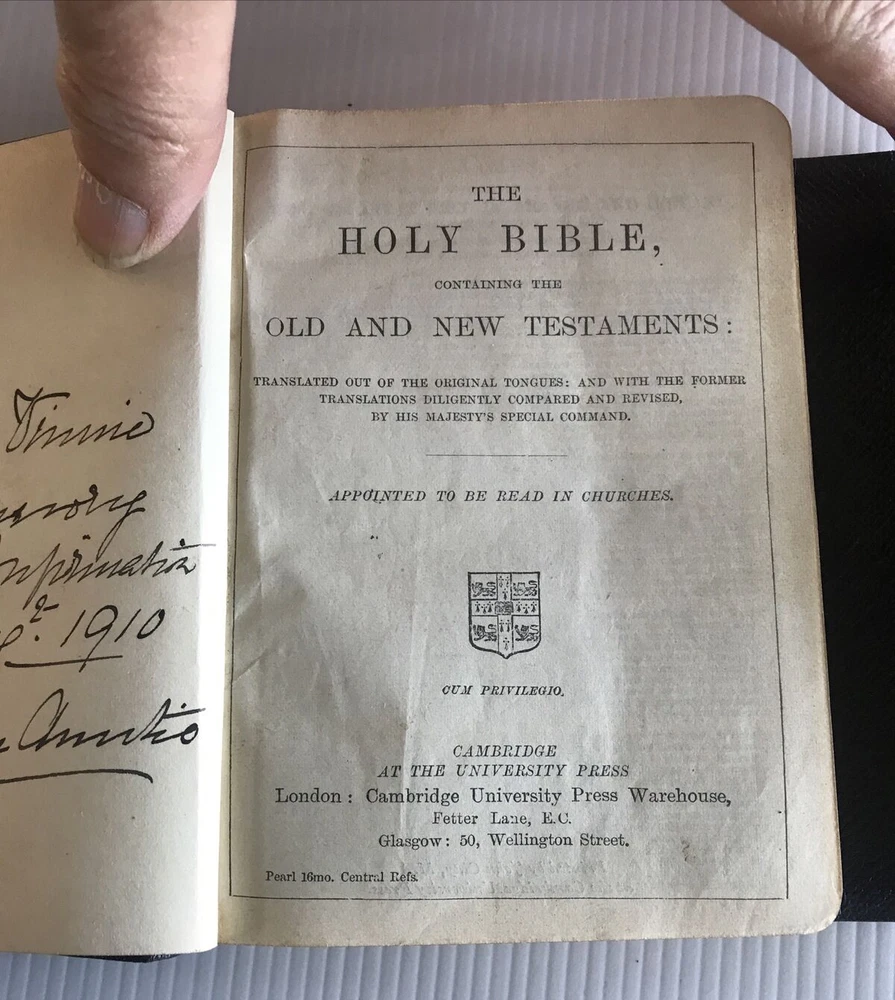 Winnie
1910
Auntie
THE
HOLY BIBLE,
CONTAINING THE
OLD AND NEW TESTAMENTS:
TRANSLATED OUT OF THE ORIGINAL TONGUES: AND WITH THE FORMER
TRANSLATIONS DILIGENTLY COMPARED AND REVISED,
BY HIS MAJESTY'S SPECIAL COMMAND.
APPOINTED TO BE READ IN CHURCHES.
CUM PRIVILEGIO.
CAMBRIDGE
AT THE UNIVERSITY PRESS
London: Cambridge University Press Warehouse,
Fetter Lane, E.C.
Glasgow: 50, Wellington Street.
Pearl 16mo. Central Refs.